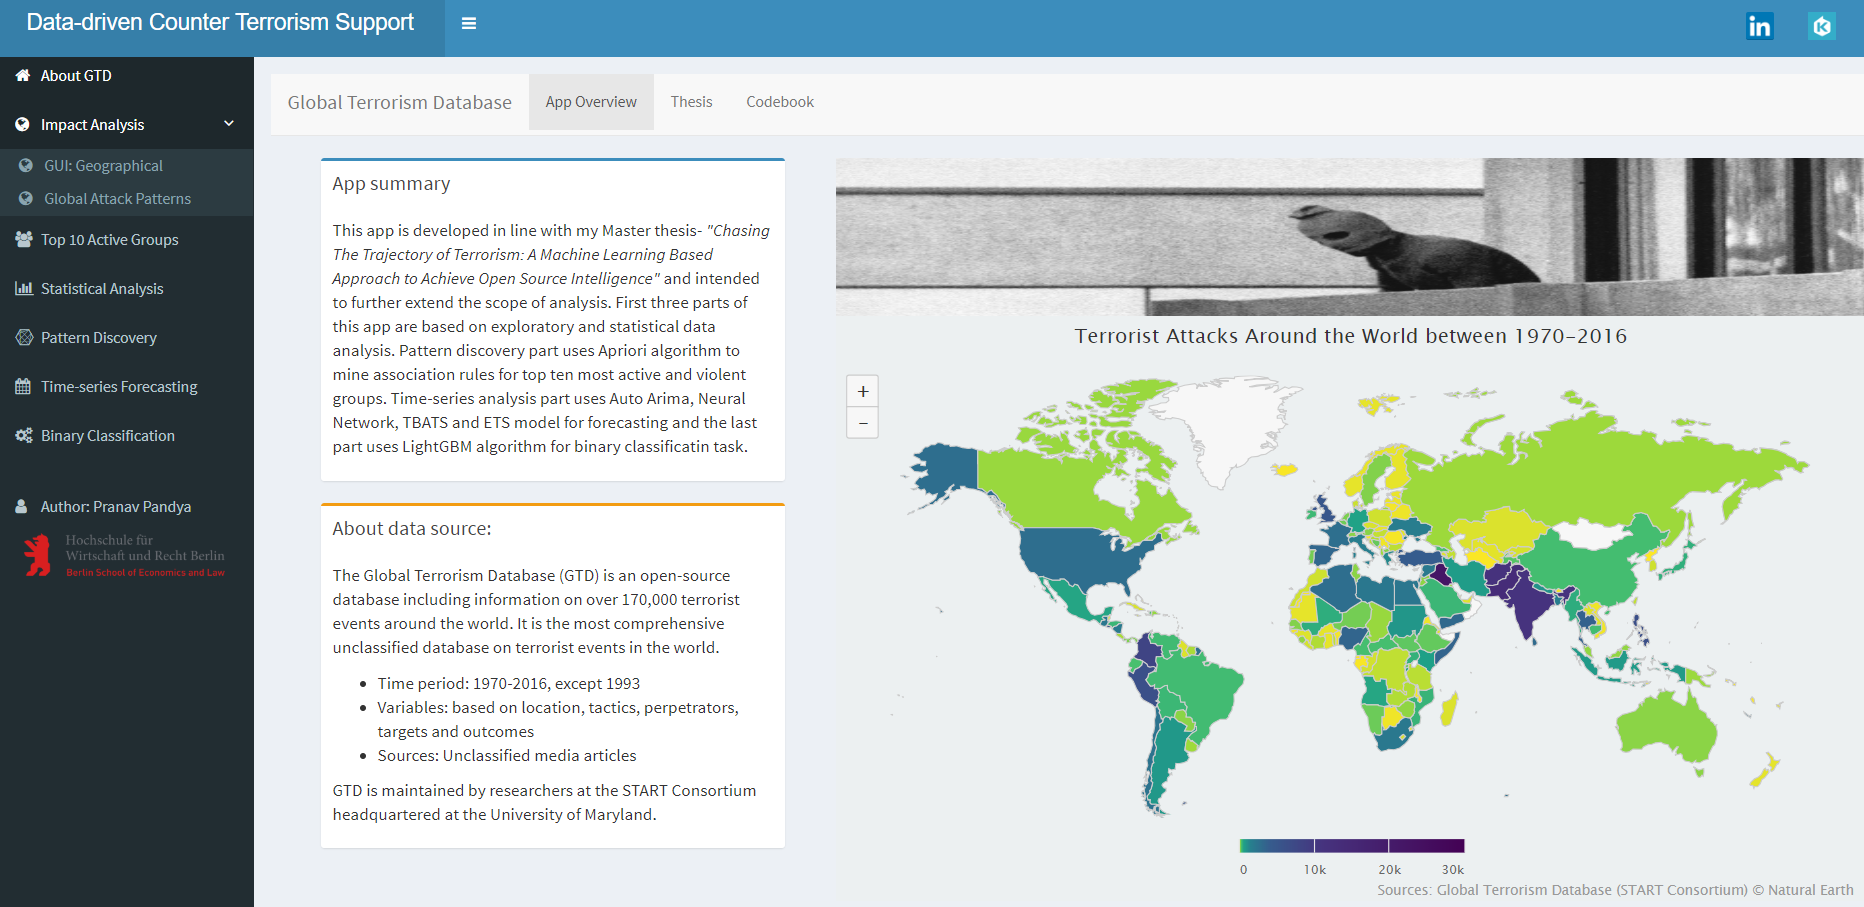 Data-driven Counter Terrorism Support
in
K
About GTD
Impact Analysis
GUI: Geographical
Global Attack Patterns
Top 10 Active Groups
Statistical Analysis
Pattern Discovery
Time-series Forecasting
Binary Classification
Author: Pranav Pandya
Hochschule für
Wirtschaft und Recht Berlin
Berlin School of Economics and Law
Global Terrorism Database
App Overview
Thesis
Codebook
App summary
This app is developed in line with my Master thesis- "Chasing
The Trajectory of Terrorism: A Machine Learning Based
Approach to Achieve Open Source Intelligence" and intended
to further extend the scope of analysis. First three parts of
this app are based on exploratory and statistical data
analysis. Pattern discovery part uses Apriori algorithm to
mine association rules for top ten most active and violent
groups. Time-series analysis part uses Auto Arima, Neural
Network, TBATS and ETS model for forecasting and the last
part uses LightGBM algorithm for binary classificatin task.
About data source:
The Global Terrorism Database (GTD) is an open-source
database including information on over 170,000 terrorist
events around the world. It is the most comprehensive
unclassified database on terrorist events in the world.
• Time period: 1970-2016, except 1993
• Variables: based on location, tactics, perpetrators,
targets and outcomes
• Sources: Unclassified media articles
GTD is maintained by researchers at the START Consortium
headquartered at the University of Maryland.
Terrorist Attacks Around the World between 1970-2016
+
−
0 10k 20k 30k
Sources: Global Terrorism Database (START Consortium) © Natural Earth